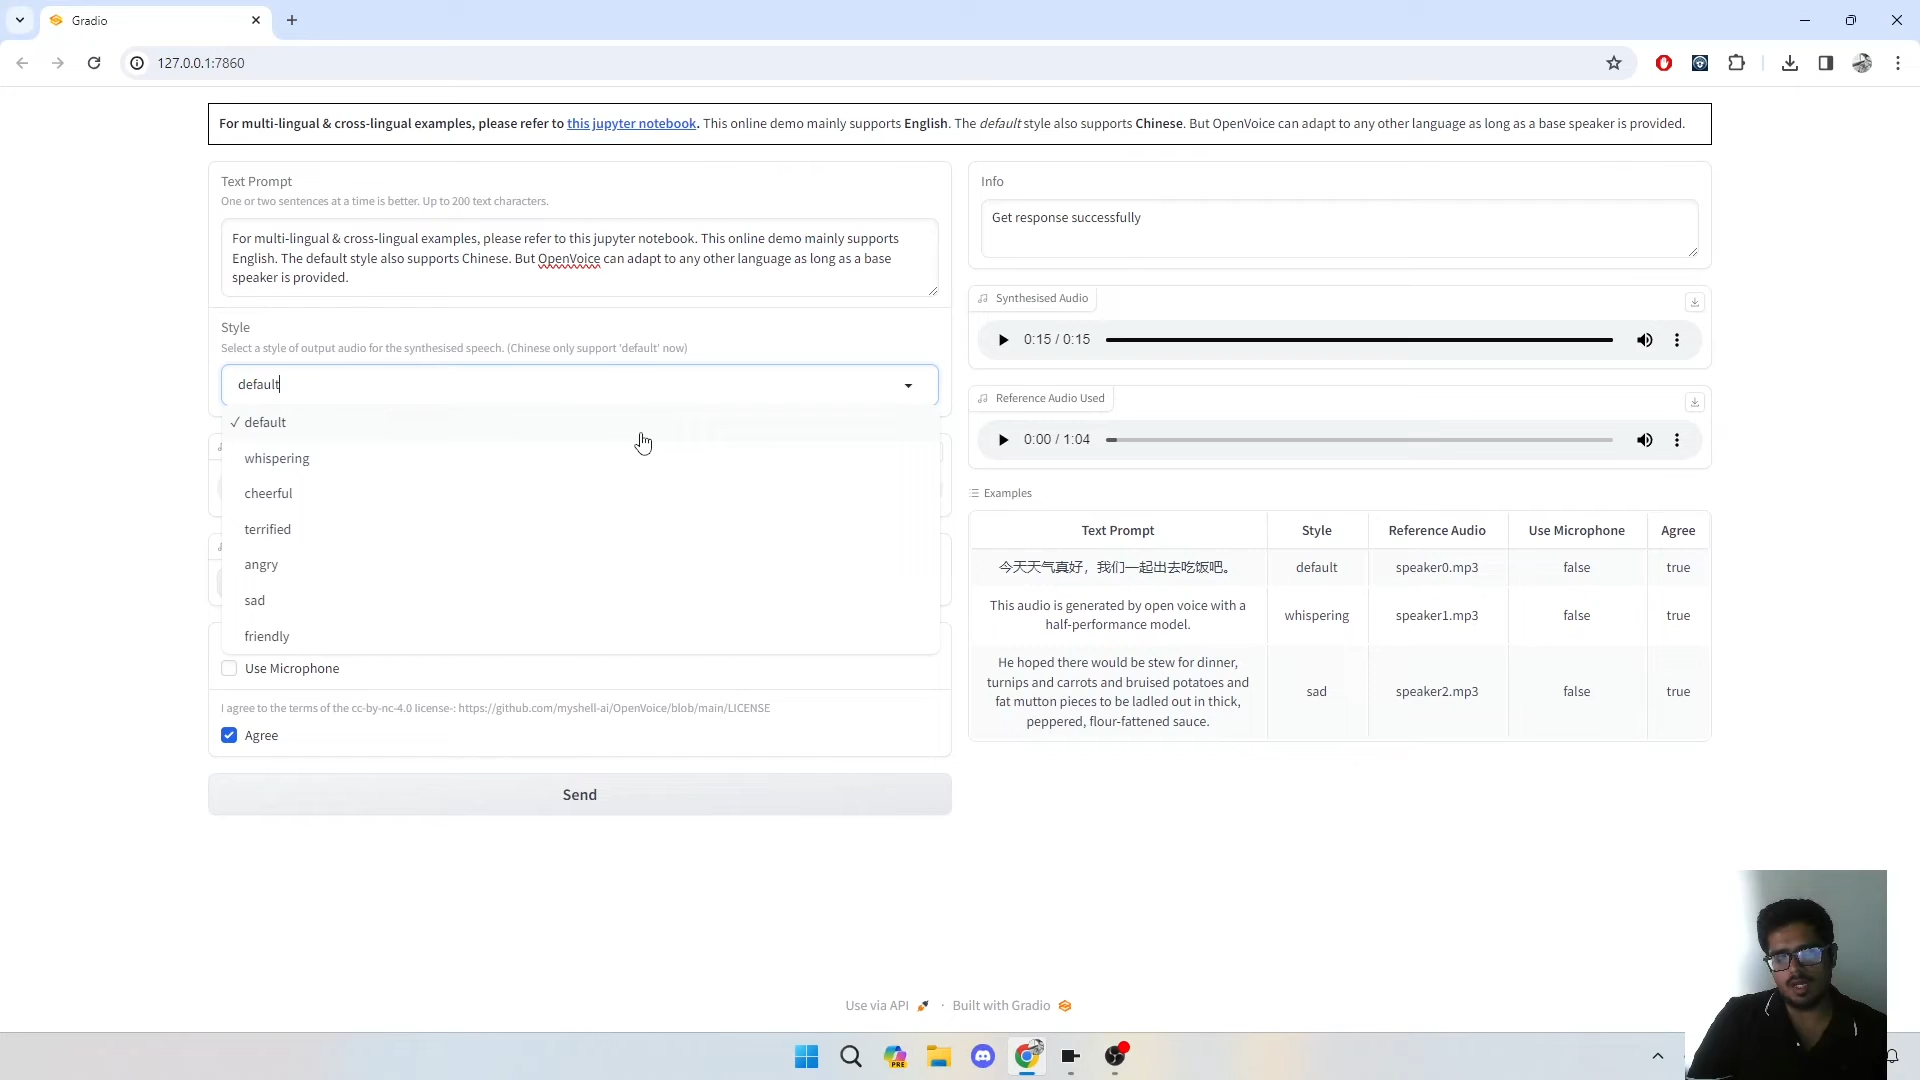 Gradio
127.0.0.1:7860
For multi-lingual & cross-lingual examples, please refer to this jupyter notebook. This online demo mainly supports English. The default style also supports Chinese. But OpenVoice can adapt to any other language as long as a base speaker is provided.
Text Prompt
One or two sentences at a time is better. Up to 200 text characters.
For multi-lingual & cross-lingual examples, please refer to this jupyter notebook. This online demo mainly supports
English. The default style also supports Chinese. But OpenVoice can adapt to any other language as long as a base
speaker is provided.
Style
Select a style of output audio for the synthesised speech. (Chinese only support 'default' now)
default
✓ default
whispering
cheerful
terrified
angry
sad
friendly
Use Microphone
I agree to the terms of the cc-by-nc-4.0 license-: https://github.com/myshell-ai/OpenVoice/blob/main/LICENSE
Agree
Send
Info
Get response successfully
Synthesised Audio
0:15 / 0:15
Reference Audio Used
0:00 / 1:04
Examples
Text Prompt Style Reference Audio Use Microphone Agree
今天天气真好，我们一起出去吃饭吧。 default speaker0.mp3 false true
This audio is generated by open voice with a
half-performance model.
whispering speaker1.mp3 false true
He hoped there would be stew for dinner,
turnips and carrots and bruised potatoes and
fat mutton pieces to be ladled out in thick,
peppered, flour-fattened sauce.
sad speaker2.mp3 false true
Use via API · Built with Gradio
PRE